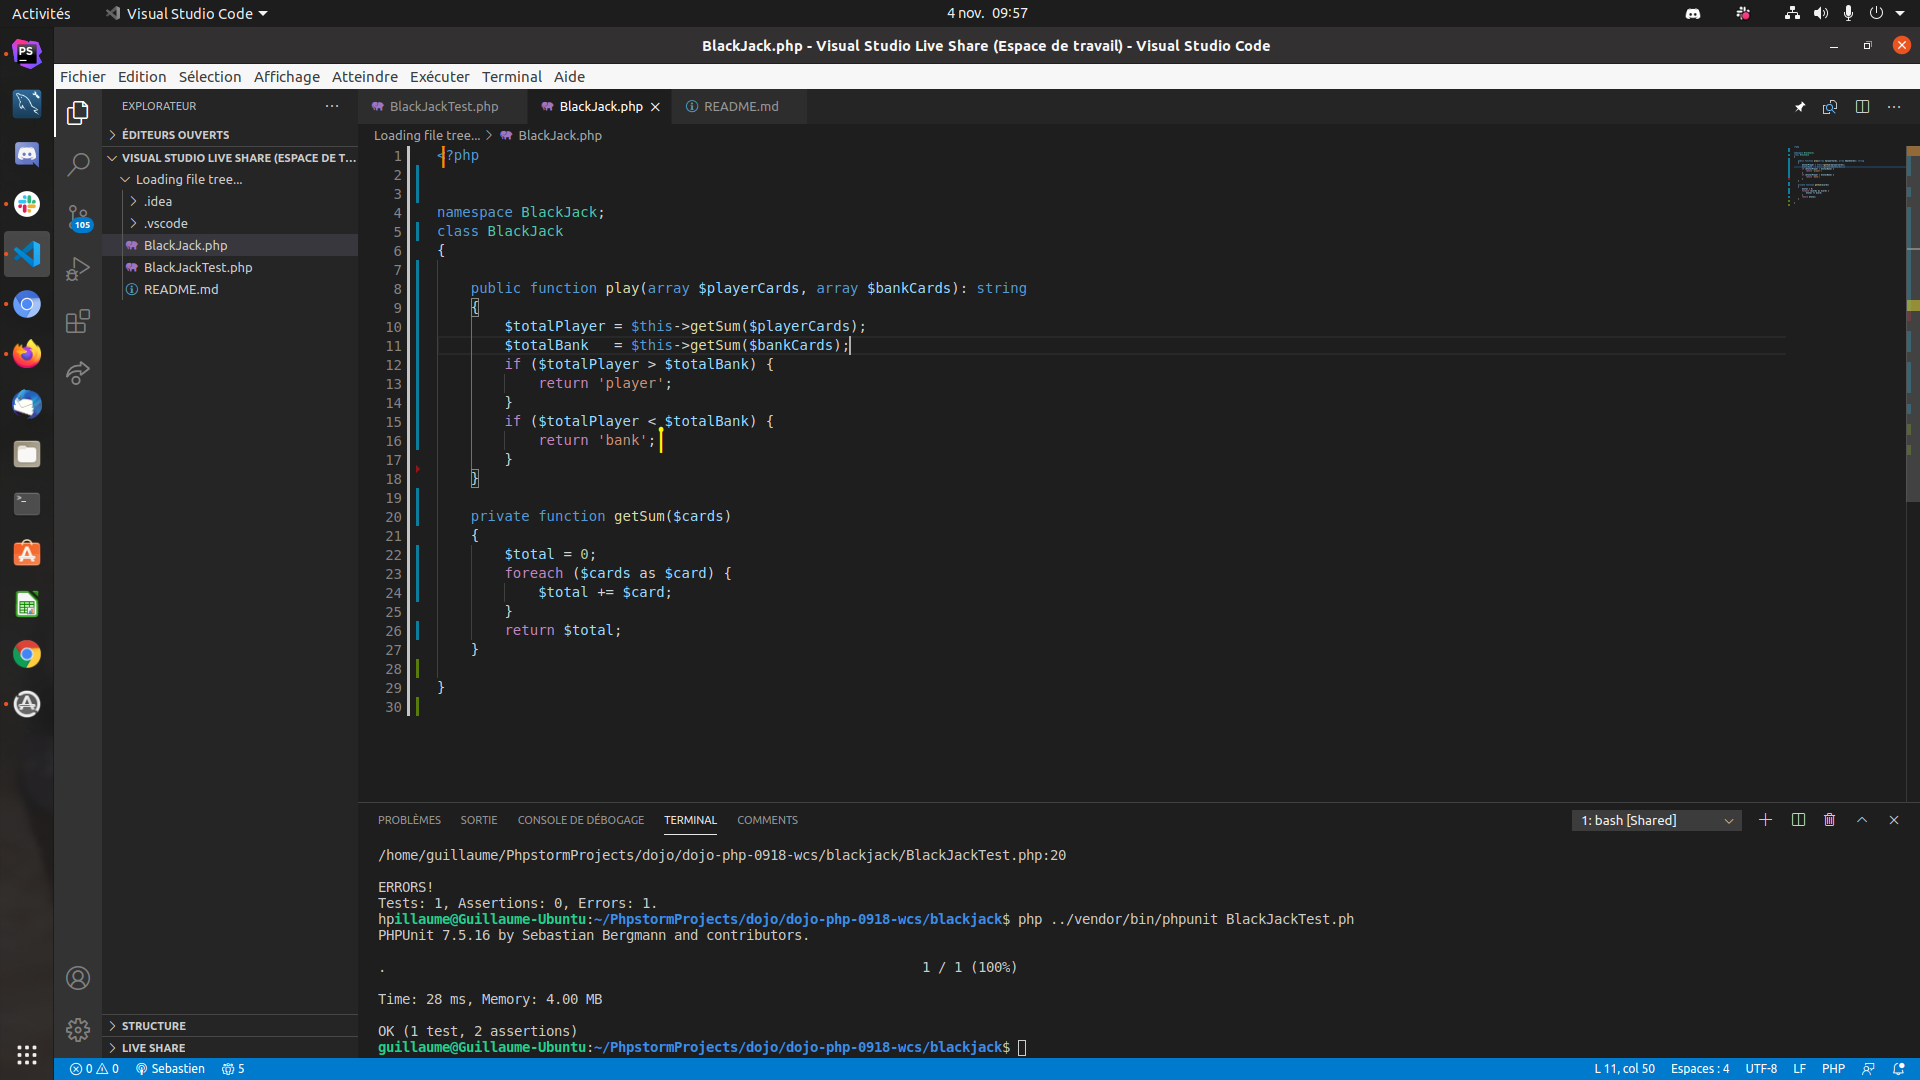 Activités
Visual Studio Code
4 nov. 09:57
BlackJack.php - Visual Studio Live Share (Espace de travail) - Visual Studio Code
Fichier Edition Sélection Affichage Atteindre Exécuter Terminal Aide
EXPLORATEUR
BlackJackTest.php
BlackJack.php
README.md
ÉDITEURS OUVERTS
VISUAL STUDIO LIVE SHARE (ESPACE DE T...
Loading file tree...
.idea
.vscode
BlackJack.php
BlackJackTest.php
README.md
105
PS
Loading file tree... > BlackJack.php
1 <?php
2
3
4 namespace BlackJack;
5 class BlackJack
6 {
7
8 public function play(array $playerCards, array $bankCards): string
9 {
10 $totalPlayer = $this->getSum($playerCards);
11 $totalBank   = $this->getSum($bankCards);
12 if ($totalPlayer > $totalBank) {
13 return 'player';
14 }
15 if ($totalPlayer < $totalBank) {
16 return 'bank';
17 }
18 }
19
20 private function getSum($cards)
21 {
22 $total = 0;
23 foreach ($cards as $card) {
24 $total += $card;
25 }
26 return $total;
27 }
28
29 }
30
PROBLÈMES SORTIE CONSOLE DE DÉBOGAGE TERMINAL COMMENTS
1: bash [Shared]
/home/guillaume/PhpstormProjects/dojo/dojo-php-0918-wcs/blackjack/BlackJackTest.php:20
ERRORS!
Tests: 1, Assertions: 0, Errors: 1.
hpillaume@Guillaume-Ubuntu:~/PhpstormProjects/dojo/dojo-php-0918-wcs/blackjack$ php ../vendor/bin/phpunit BlackJackTest.ph
PHPUnit 7.5.16 by Sebastian Bergmann and contributors.
. 1 / 1 (100%)
Time: 28 ms, Memory: 4.00 MB
OK (1 test, 2 assertions)
guillaume@Guillaume-Ubuntu:~/PhpstormProjects/dojo/dojo-php-0918-wcs/blackjack$
STRUCTURE
LIVE SHARE
0 0 Sebastien 5
L 11, col 50 Espaces : 4 UTF-8 LF PHP